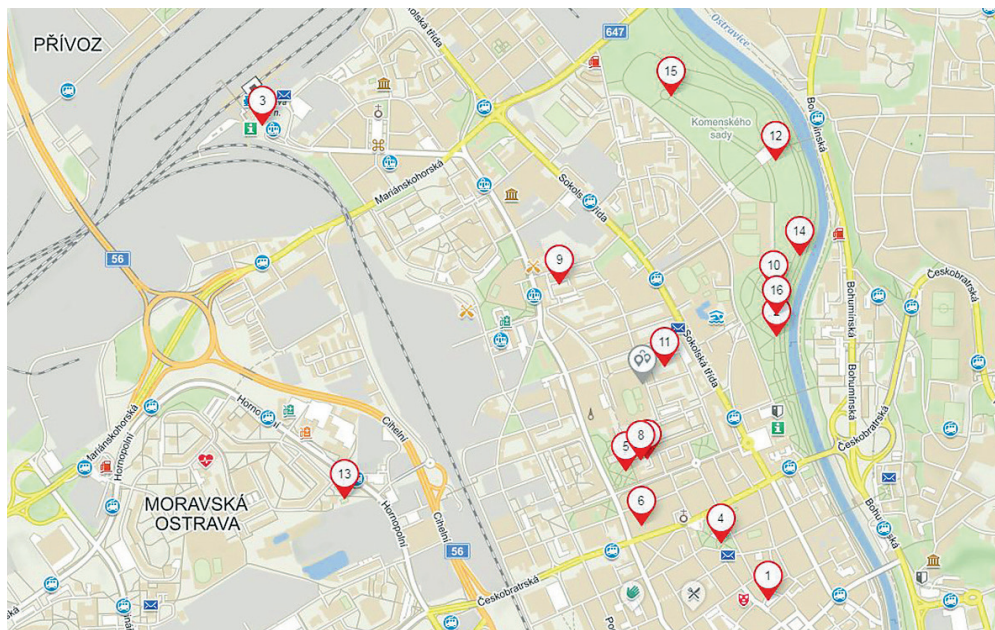 PŘÍVOZ
Sokolská třída
647
Ostravice
15
3
n.
Komenského
sady
12
Bohumínská
Mariánskohorská
Sokolská třída
14
56
9
10
Českobratrská
16
2
Bohumínská
11
Sokolská třída
Hornopolní
Bohumínská
Mariánskohorská
Cihelní
8
5
Českobratrská
Hornopolní
13
MORAVSKÁ
OSTRAVA
Hornopolní
6
Cihelní
4
56
1
Českobratrská